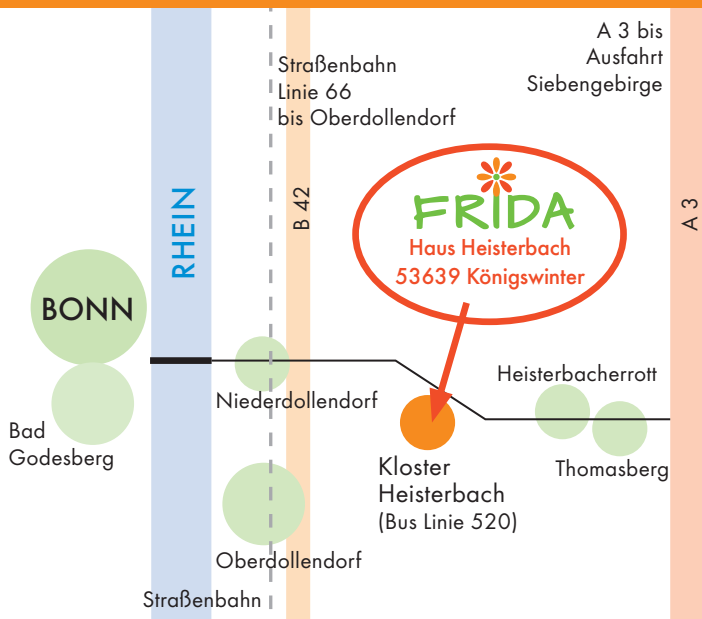 A 3 bis
Ausfahrt
Siebengebirge
Straßenbahn
Linie 66
bis Oberdollendorf
RHEIN
B 42
A 3
FRIDA
Haus Heisterbach
53639 Königswinter
BONN
Bad
Godesberg
Niederdollendorf
Heisterbacherrott
Thomasberg
Kloster
Heisterbach
(Bus Linie 520)
Oberdollendorf
Straßenbahn